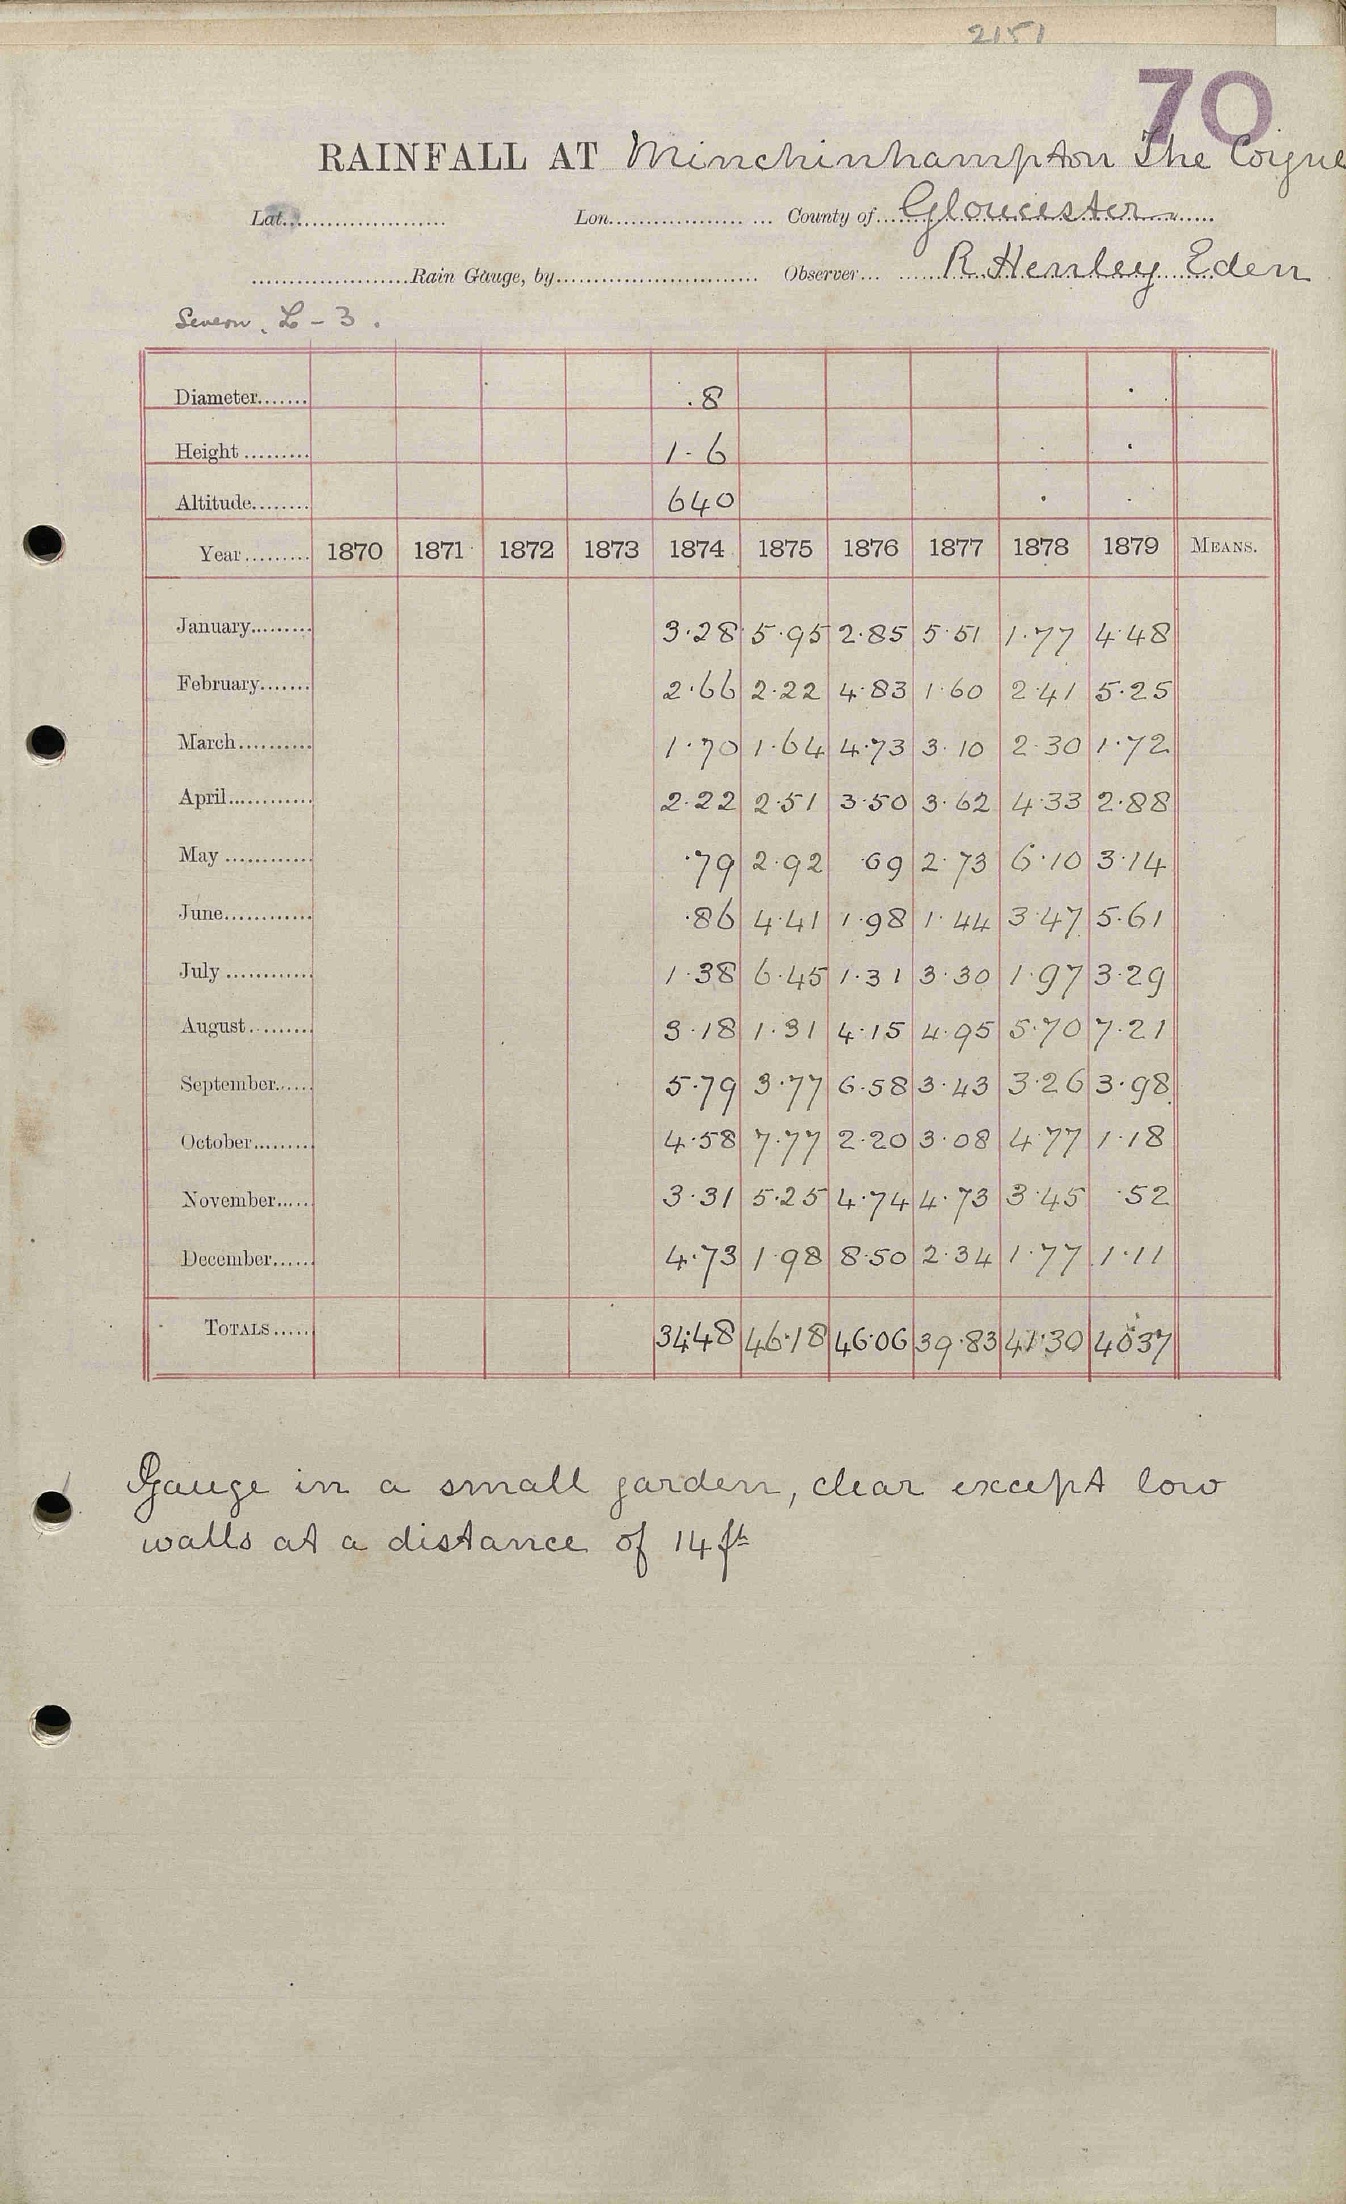 2151
70
RAINFALL AT Minchinhampton The Coigne
Lat. Lon. County of Gloucester
Rain Gauge, by Observer R Henley Eden
Severn. L-3.
Diameter .8
Height 1-6
Altitude 640
Year 1870 1871 1872 1873 1874 1875 1876 1877 1878 1879 MEANS.
January 3.28 5.95 2.85 5.51 1.77 4.48
February 2.66 2.22 4.83 1.60 2.41 5.25
March 1.70 1.64 4.73 3.10 2.30 1.72
April 2.22 2.51 3.50 3.62 4.33 2.88
May .79 2.92 .69 2.73 6.10 3.14
June .86 4.41 1.98 1.44 3.47 5.61
July 1.38 6.45 1.31 3.30 1.97 3.29
August 3.18 1.31 4.15 4.95 5.70 7.21
September 5.79 3.77 6.58 3.43 3.26 3.98
October 4.58 7.77 2.20 3.08 4.77 1.18
November 3.31 5.25 4.74 4.73 3.45 .52
December 4.73 1.98 8.50 2.34 1.77 1.11
TOTALS 34.48 46.18 46.06 39.83 41.30 40.37
Gauge in a small garden, clear except low
walls at a distance of 14 ft